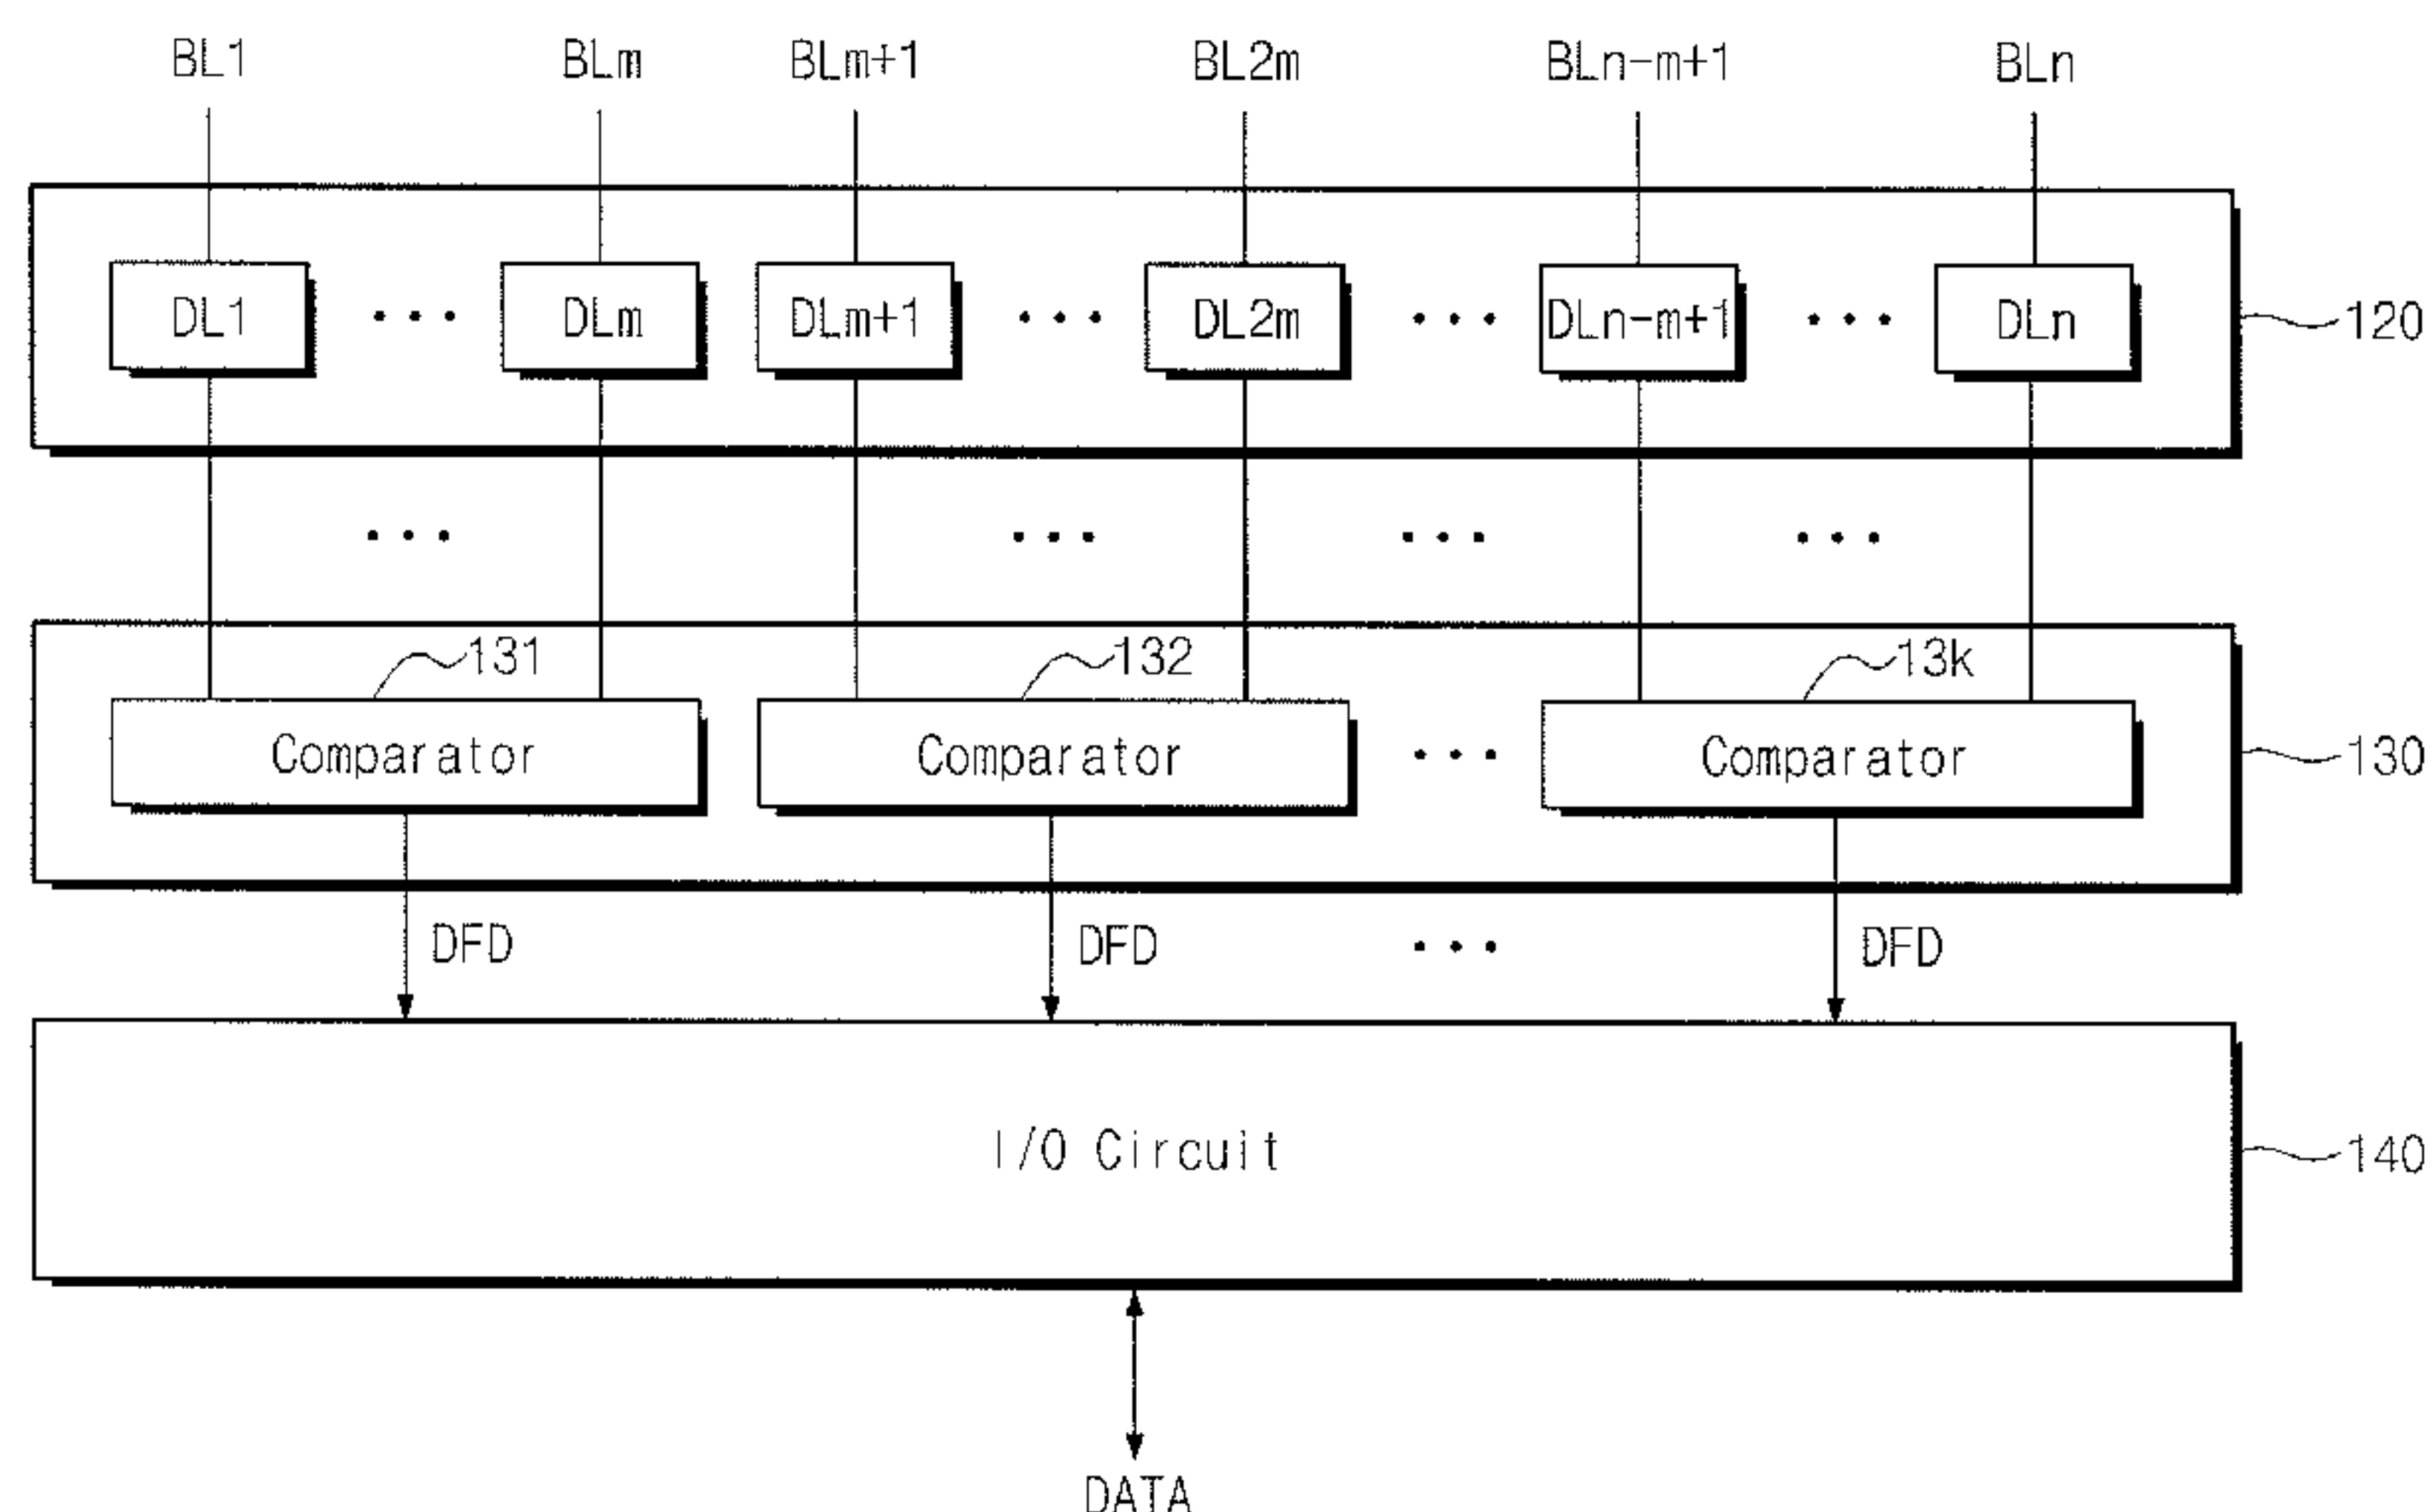 BL1 BLm BLm+1 BL2m BLn-m+1 BLn
DL1 ... DLm DLm+1 ... DL2m ... DLn-m+1 ... DLn 120
... ... ... ...
131 132 13k
Comparator Comparator ... Comparator 130
DFD DFD ... DFD
I/O Circuit 140
DATA